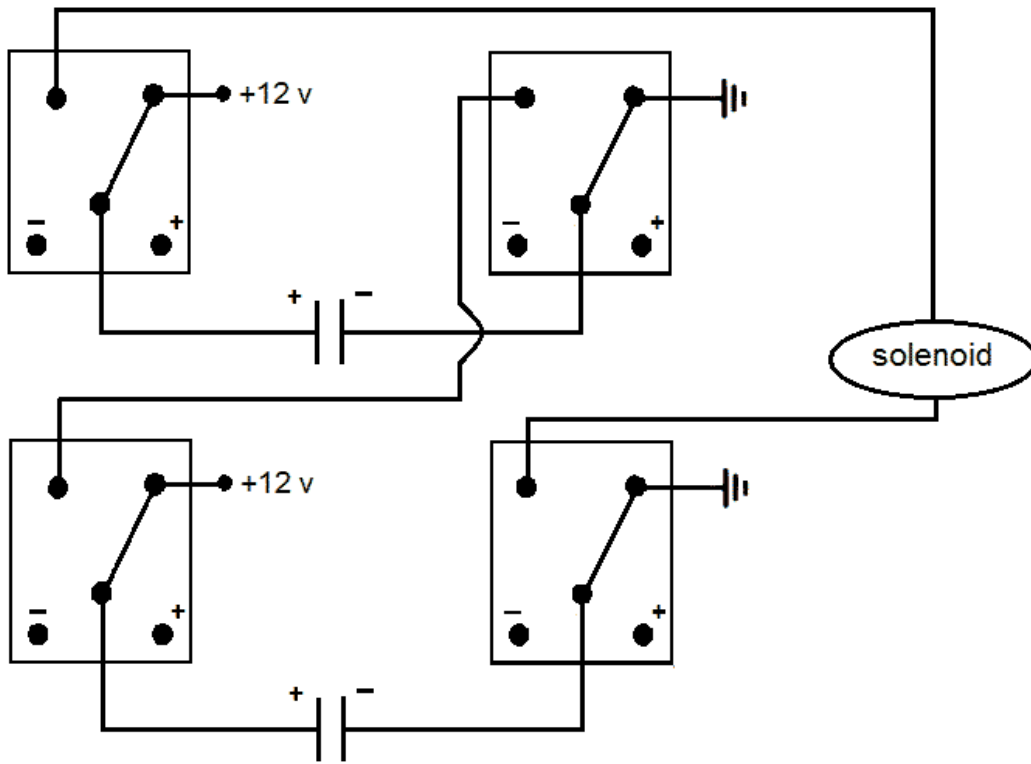 +12 v
− +
− +
+ −
solenoid
+12 v
− +
− +
+ −